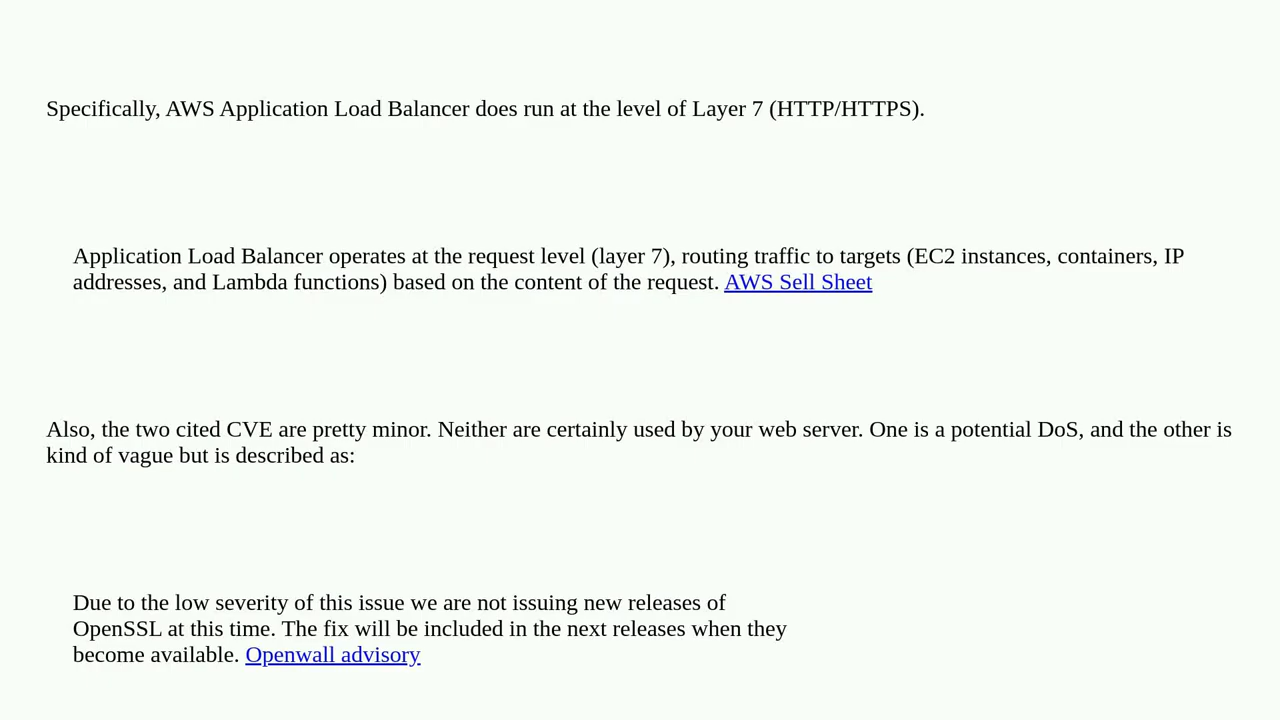 Specifically, AWS Application Load Balancer does run at the level of Layer 7 (HTTP/HTTPS).
Application Load Balancer operates at the request level (layer 7), routing traffic to targets (EC2 instances, containers, IP
addresses, and Lambda functions) based on the content of the request. AWS Sell Sheet
Also, the two cited CVE are pretty minor. Neither are certainly used by your web server. One is a potential DoS, and the other is
kind of vague but is described as:
Due to the low severity of this issue we are not issuing new releases of
OpenSSL at this time. The fix will be included in the next releases when they
become available. Openwall advisory